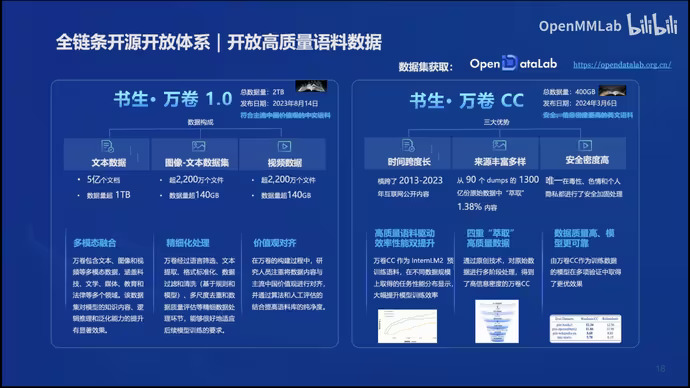 OpenMMLab bilibili
全链条开源开放体系｜开放高质量语料数据
数据集获取：
OpenDataLab
https://opendatalab.org.cn/
书生·万卷 1.0
总数据量：2TB
发布日期：2023年8月14日
符合主流中国价值观的中文语料
数据构成
文本数据
图像-文本数据集
视频数据
• 5亿个文档
• 数据量超 1TB
• 超2,200万个文件
• 数据量超140GB
• 超2,200万个文件
• 数据量超140GB
多模态融合
万卷包含文本、图像和视
频等多模态数据，涵盖科
技、文学、媒体、教育和
法律等多个领域。该数据
集对模型的知识内容、逻
辑推理和泛化能力的提升
有显著效果。
精细化处理
万卷经过语言筛选、文本
提取、格式标准化、数据
过滤和清洗（基于规则和
模型）、多尺度去重和数
据质量评估等精细数据处
理环节，能够很好地适应
后续模型训练的要求。
价值观对齐
在万卷的构建过程中，研
究人员注重将数据内容与
主流中国价值观进行对齐，
并通过算法和人工评估的
结合提高语料库的纯净度。
书生·万卷 CC
总数据量：400GB
发布日期：2024年3月6日
三大优势
时间跨度长
来源丰富多样
安全密度高
横跨了 2013-2023
年互联网公开内容
从 90 个 dumps 的 1300
亿份原始数据中“萃取”
1.38% 内容
唯一在毒性、色情和个人
隐私都进行了安全加固处理
高质量语料驱动
效率性能双提升
万卷CC 作为 InternLM2 预
训练语料，在不同数据规模
上取得的任务性能分布显示，
大幅提升模型训练效率
四重“萃取”
高质量数据
通过原创技术，对原始数
据进行多阶段处理，得到
了高信息密度的万卷CC
数据质量高、模
型更可靠
由万卷CC作为训练数据
的模型在多项验证中取得
了更优效果
18